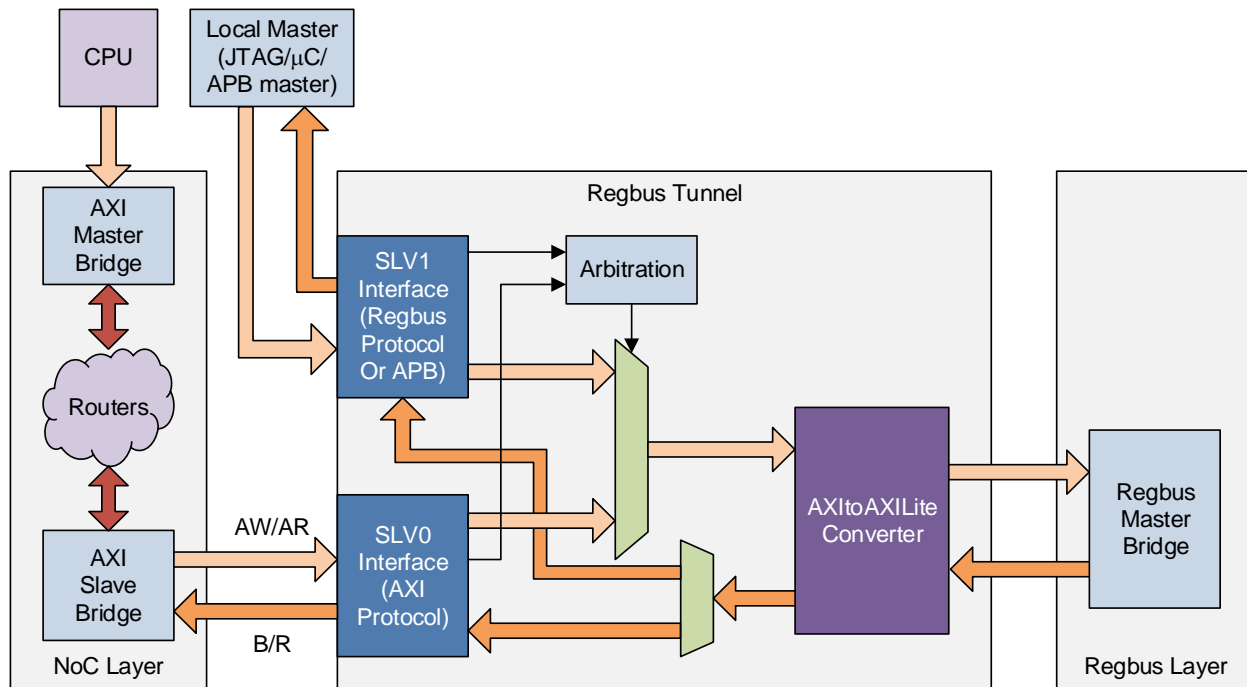 CPU
Local Master
(JTAG/μC/
APB master)
AXI
Master
Bridge
Routers
AXI
Slave
Bridge
NoC Layer
AW/AR
B/R
Regbus Tunnel
SLV1
Interface
(Regbus
Protocol
Or APB)
Arbitration
SLV0
Interface
(AXI
Protocol)
AXItoAXILite
Converter
Regbus
Master
Bridge
Regbus Layer